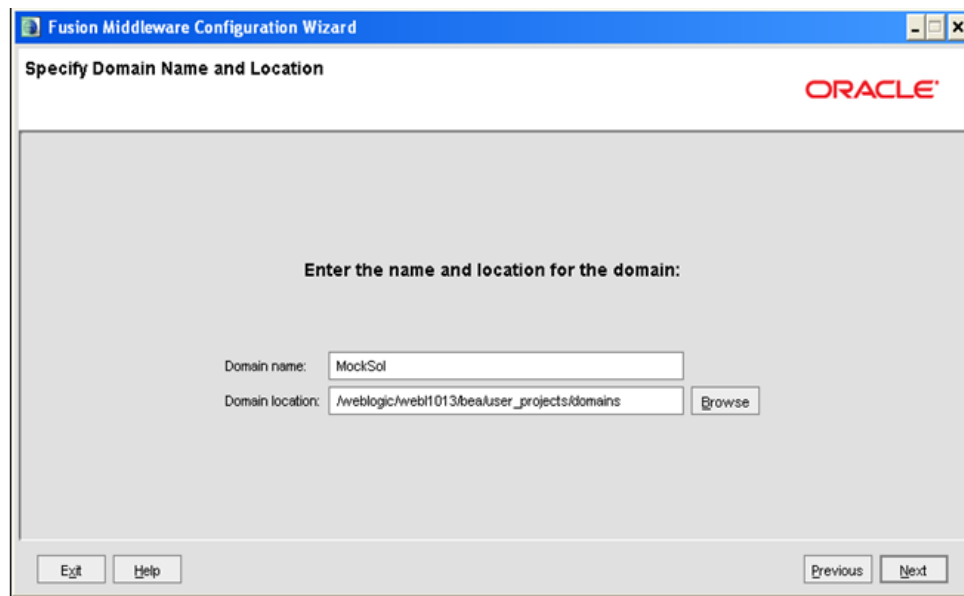 Fusion Middleware Configuration Wizard
Specify Domain Name and Location
ORACLE
Enter the name and location for the domain:
Domain name: MockSol
Domain location: /weblogic/webl1013/bea/user_projects/domains Browse
Exit Help Previous Next